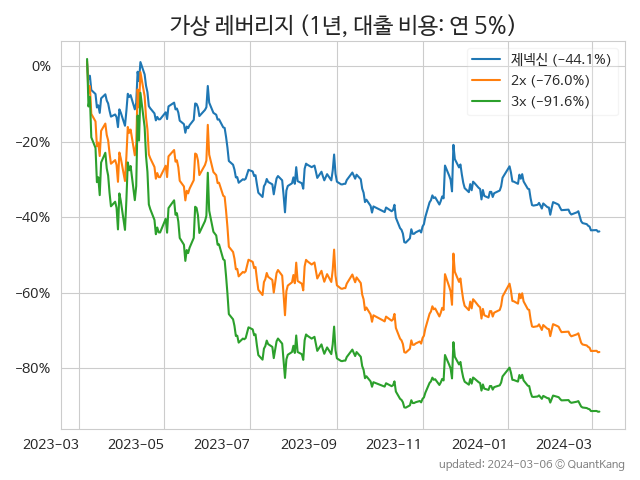 가상 레버리지 (1년, 대출 비용: 연 5%)
제넥신 (−44.1%)
2x (−76.0%)
3x (−91.6%)
0%
−20%
−40%
−60%
−80%
2023−03 2023−05 2023−07 2023−09 2023−11 2024−01 2024−03
updated: 2024-03-06 © QuantKang